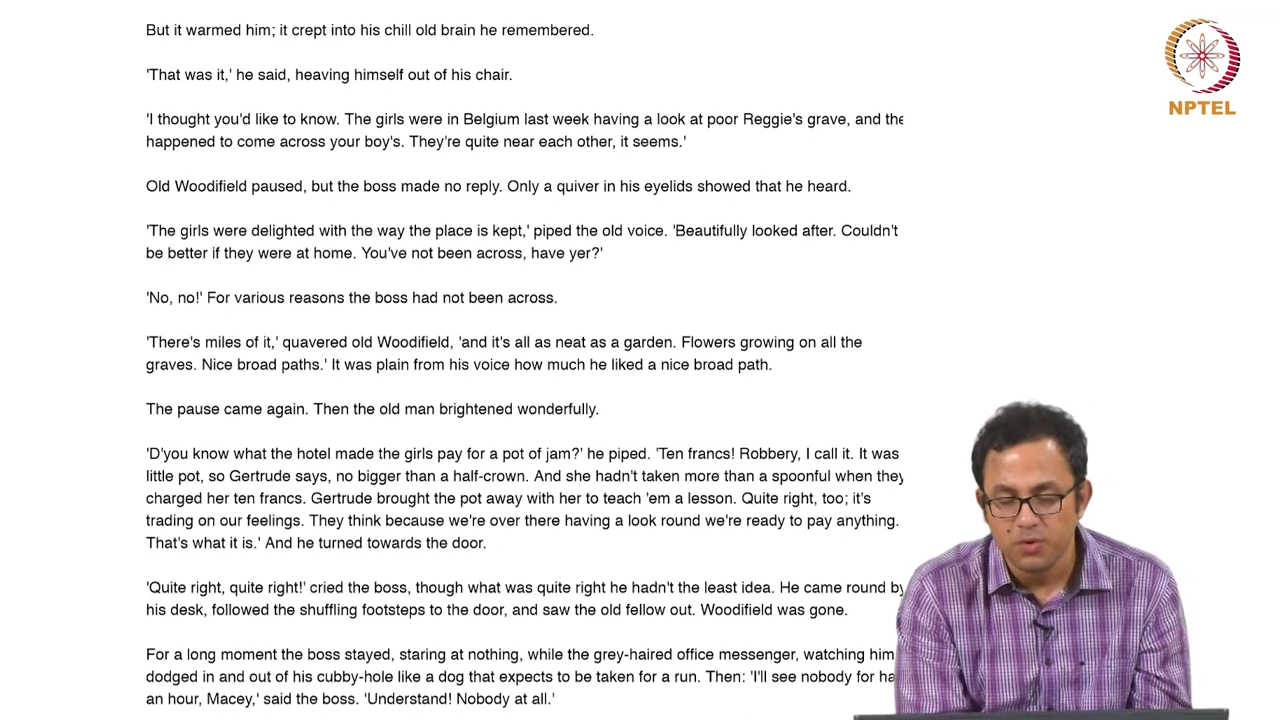 But it warmed him; it crept into his chill old brain he remembered.
'That was it,' he said, heaving himself out of his chair.
'I thought you'd like to know. The girls were in Belgium last week having a look at poor Reggie's grave, and the
happened to come across your boy's. They're quite near each other, it seems.'
Old Woodifield paused, but the boss made no reply. Only a quiver in his eyelids showed that he heard.
'The girls were delighted with the way the place is kept,' piped the old voice. 'Beautifully looked after. Couldn't
be better if they were at home. You've not been across, have yer?'
'No, no!' For various reasons the boss had not been across.
'There's miles of it,' quavered old Woodifield, 'and it's all as neat as a garden. Flowers growing on all the
graves. Nice broad paths.' It was plain from his voice how much he liked a nice broad path.
The pause came again. Then the old man brightened wonderfully.
'D'you know what the hotel made the girls pay for a pot of jam?' he piped. 'Ten francs! Robbery, I call it. It was
little pot, so Gertrude says, no bigger than a half-crown. And she hadn't taken more than a spoonful when they
charged her ten francs. Gertrude brought the pot away with her to teach 'em a lesson. Quite right, too; it's
trading on our feelings. They think because we're over there having a look round we're ready to pay anything.
That's what it is.' And he turned towards the door.
'Quite right, quite right!' cried the boss, though what was quite right he hadn't the least idea. He came round by
his desk, followed the shuffling footsteps to the door, and saw the old fellow out. Woodifield was gone.
For a long moment the boss stayed, staring at nothing, while the grey-haired office messenger, watching him
dodged in and out of his cubby-hole like a dog that expects to be taken for a run. Then: 'I'll see nobody for ha
an hour, Macey,' said the boss. 'Understand! Nobody at all.'
NPTEL